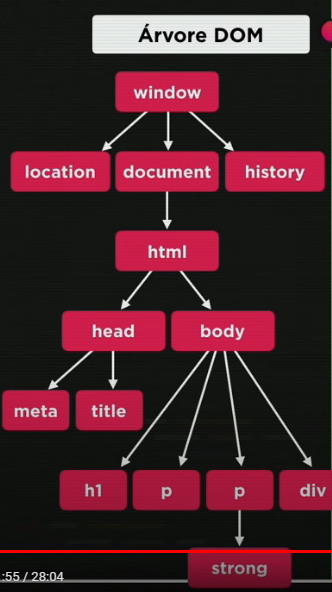 Árvore DOM
window
location document history
html
head body
meta title
h1 p p div
strong
:55 / 28:04